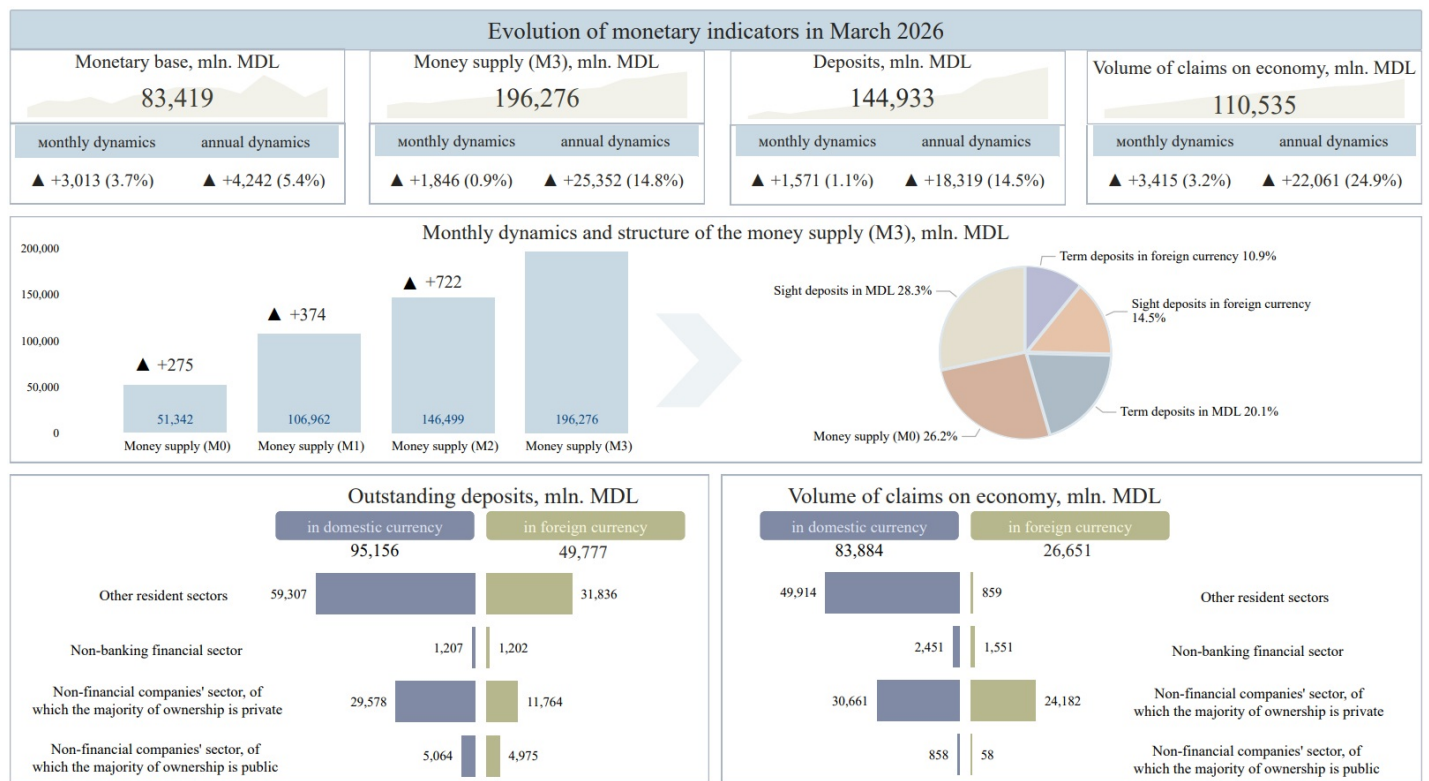 Evolution of monetary indicators in March 2026
Monetary base, mln. MDL
83,419
monthly dynamics
annual dynamics
▲ +3,013 (3.7%)
▲ +4,242 (5.4%)
Money supply (M3), mln. MDL
196,276
monthly dynamics
annual dynamics
▲ +1,846 (0.9%)
▲ +25,352 (14.8%)
Deposits, mln. MDL
144,933
monthly dynamics
annual dynamics
▲ +1,571 (1.1%)
▲ +18,319 (14.5%)
Volume of claims on economy, mln. MDL
110,535
monthly dynamics
annual dynamics
▲ +3,415 (3.2%)
▲ +22,061 (24.9%)
Monthly dynamics and structure of the money supply (M3), mln. MDL
200,000
150,000
100,000
50,000
0
▲ +275
▲ +374
▲ +722
51,342
106,962
146,499
196,276
Money supply (M0)
Money supply (M1)
Money supply (M2)
Money supply (M3)
Term deposits in foreign currency 10.9%
Sight deposits in MDL 28.3%
Sight deposits in foreign currency
14.5%
Term deposits in MDL 20.1%
Money supply (M0) 26.2%
Outstanding deposits, mln. MDL
in domestic currency
in foreign currency
95,156
49,777
Other resident sectors
59,307
31,836
Non-banking financial sector
1,207
1,202
Non-financial companies' sector, of
which the majority of ownership is private
29,578
11,764
Non-financial companies' sector, of
which the majority of ownership is public
5,064
4,975
Volume of claims on economy, mln. MDL
in domestic currency
in foreign currency
83,884
26,651
49,914
859
Other resident sectors
2,451
1,551
Non-banking financial sector
30,661
24,182
Non-financial companies' sector, of
which the majority of ownership is private
858
58
Non-financial companies' sector, of
which the majority of ownership is public